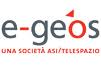 e-geos
UNA SOCIETÀ ASI/TELESPAZIO